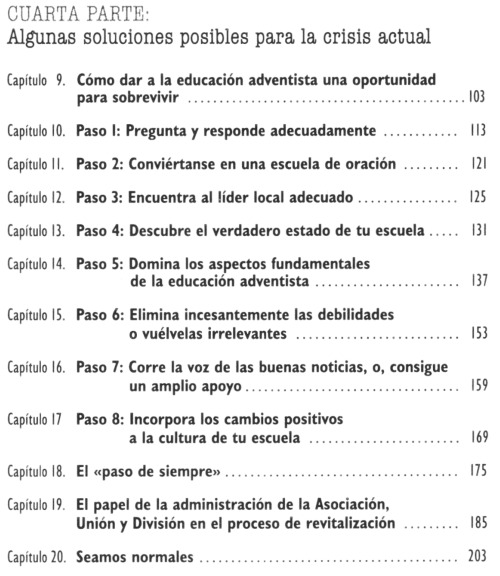 CUARTA PARTE:
Algunas soluciones posibles para la crisis actual
Capítulo 9. Cómo dar a la educación adventista una oportunidad
para sobrevivir ............................................. 103
Capítulo 10. Paso 1: Pregunta y responde adecuadamente ............ 113
Capítulo 11. Paso 2: Conviértanse en una escuela de oración ......... 121
Capítulo 12. Paso 3: Encuentra al líder local adecuado ............... 125
Capítulo 13. Paso 4: Descubre el verdadero estado de tu escuela ..... 131
Capítulo 14. Paso 5: Domina los aspectos fundamentales
de la educación adventista ..................... 137
Capítulo 15. Paso 6: Elimina incesantemente las debilidades
o vuélvelas irrelevantes ........................ 153
Capítulo 16. Paso 7: Corre la voz de las buenas noticias, o, consigue
un amplio apoyo ............................... 159
Capítulo 17 Paso 8: Incorpora los cambios positivos
a la cultura de tu escuela ...................... 169
Capítulo 18. El «paso de siempre» ................................... 175
Capítulo 19. El papel de la administración de la Asociación,
Unión y División en el proceso de revitalización ......... 185
Capítulo 20. Seamos normales ....................................... 203